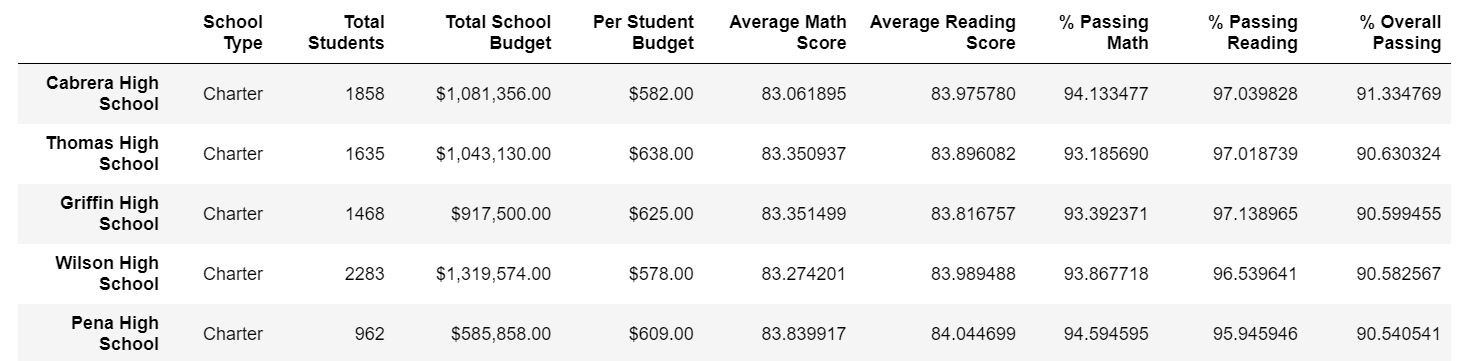 School Type Total Students Total School Budget Per Student Budget Average Math Score Average Reading Score % Passing Math % Passing Reading % Overall Passing
Cabrera High School Charter 1858 $1,081,356.00 $582.00 83.061895 83.975780 94.133477 97.039828 91.334769
Thomas High School Charter 1635 $1,043,130.00 $638.00 83.350937 83.896082 93.185690 97.018739 90.630324
Griffin High School Charter 1468 $917,500.00 $625.00 83.351499 83.816757 93.392371 97.138965 90.599455
Wilson High School Charter 2283 $1,319,574.00 $578.00 83.274201 83.989488 93.867718 96.539641 90.582567
Pena High School Charter 962 $585,858.00 $609.00 83.839917 84.044699 94.594595 95.945946 90.540541